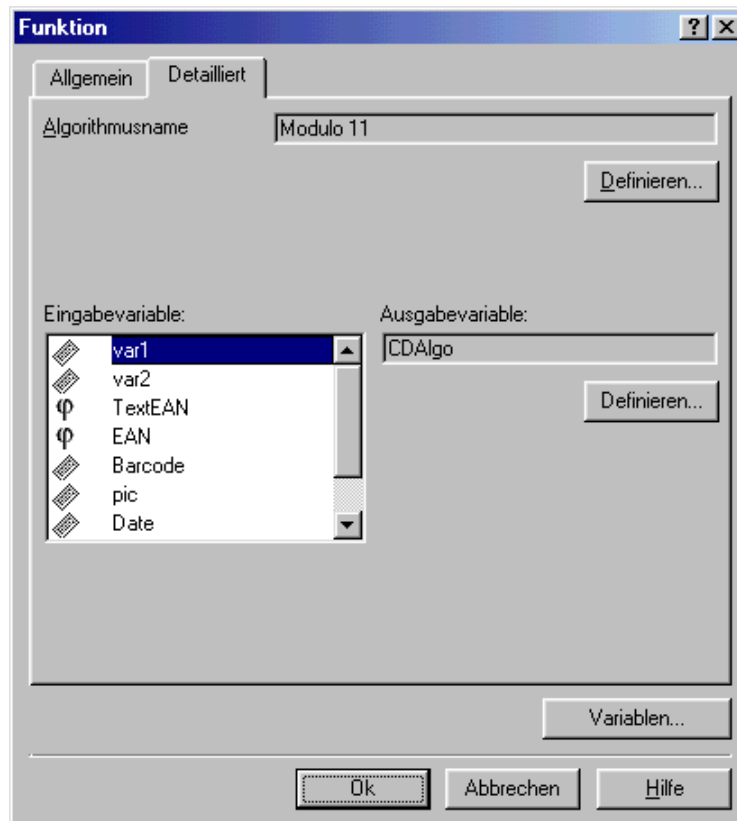 Funktion
Allgemein Detailliert
Algorithmusname Modulo 11
Definieren...
Eingabevariable: Ausgabevariable:
var1 CDAlgo
var2
TextEAN Definieren...
EAN
Barcode
pic
Date
Variablen...
Ok Abbrechen Hilfe